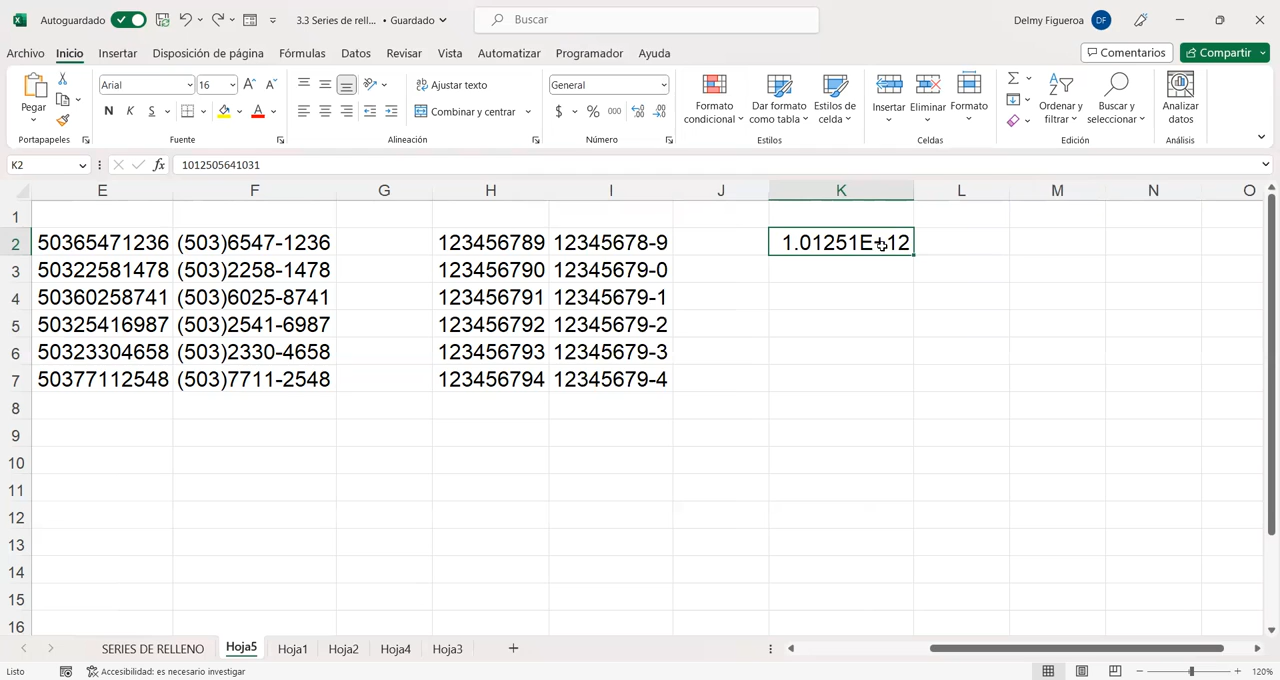 Autoguardado 3.3 Series de rell... • Guardado Buscar Delmy Figueroa DF
Archivo Inicio Insertar Disposición de página Fórmulas Datos Revisar Vista Automatizar Programador Ayuda Comentarios Compartir
Pegar
Arial 16
N K S
Ajustar texto
Combinar y centrar
General
$ % 000
Formato condicional
Dar formato como tabla
Estilos de celda
Insertar
Eliminar
Formato
Ordenar y filtrar
Buscar y seleccionar
Analizar datos
Portapapeles Fuente Alineación Número Estilos Celdas Edición Análisis
K2 fx 1012505641031
E F G H I J K L M N O
1
2 50365471236 (503)6547-1236 123456789 12345678-9 1.01251E+12
3 50322581478 (503)2258-1478 123456790 12345679-0
4 50360258741 (503)6025-8741 123456791 12345679-1
5 50325416987 (503)2541-6987 123456792 12345679-2
6 50323304658 (503)2330-4658 123456793 12345679-3
7 50377112548 (503)7711-2548 123456794 12345679-4
8
9
10
11
12
13
14
15
16
SERIES DE RELLENO Hoja5 Hoja1 Hoja2 Hoja4 Hoja3
Listo Accesibilidad: es necesario investigar 120%